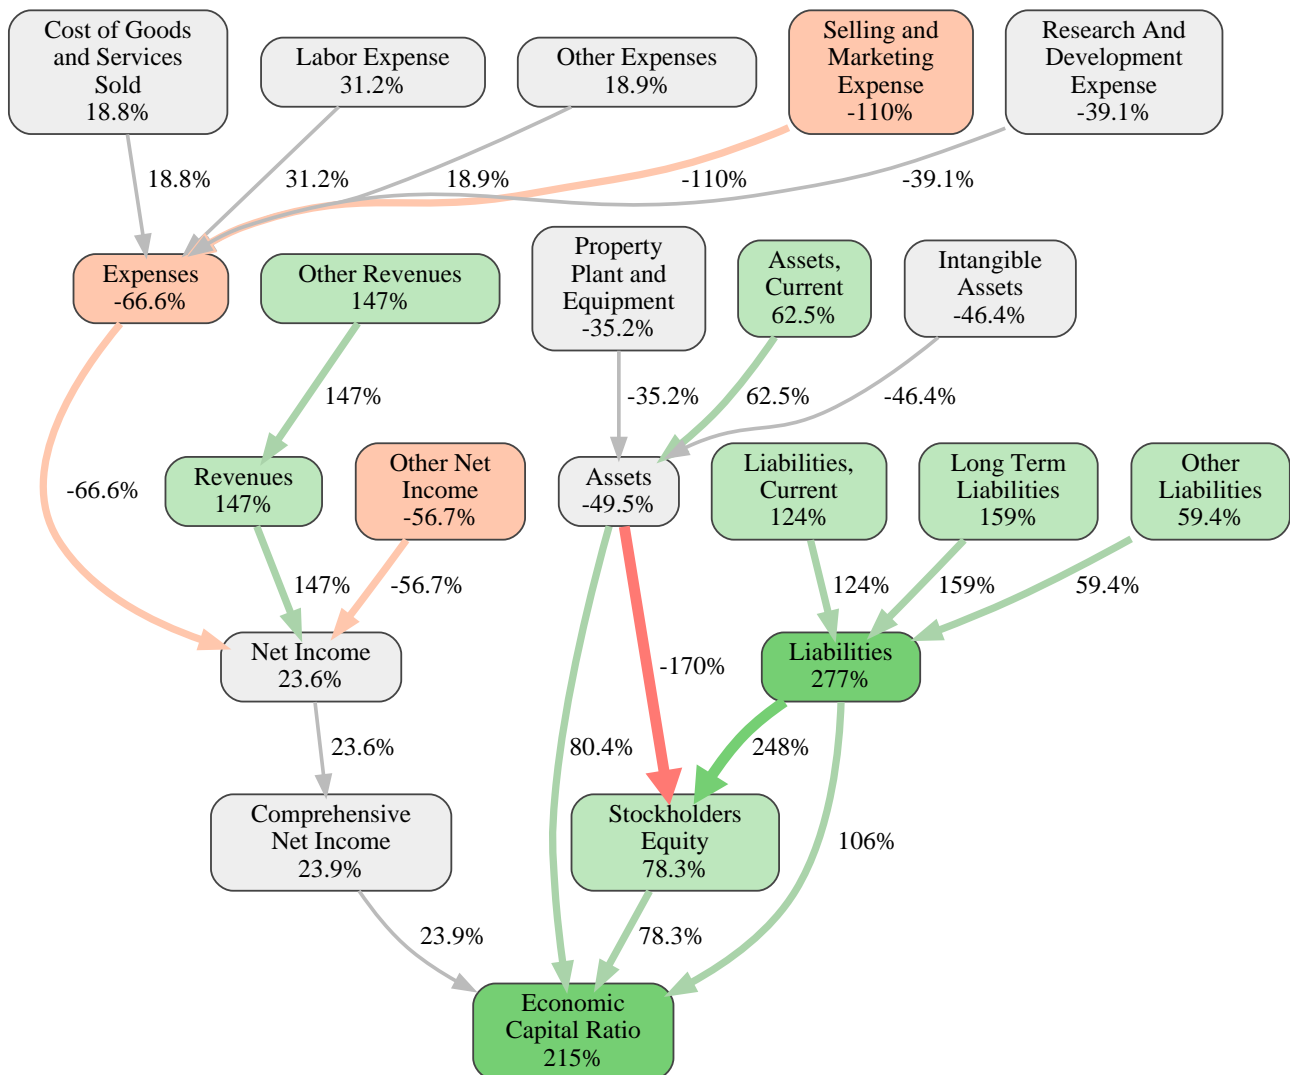 Cost of Goods
and Services
Sold
18.8%
Labor Expense
31.2%
Other Expenses
18.9%
Selling and
Marketing
Expense
-110%
Research And
Development
Expense
-39.1%
18.8%
31.2%
18.9%
-110%
-39.1%
Expenses
-66.6%
Other Revenues
147%
Property
Plant and
Equipment
-35.2%
Assets,
Current
62.5%
Intangible
Assets
-46.4%
147%
-35.2%
62.5%
-46.4%
-66.6%
Revenues
147%
Other Net
Income
-56.7%
Assets
-49.5%
Liabilities,
Current
124%
Long Term
Liabilities
159%
Other
Liabilities
59.4%
147%
-56.7%
124%
159%
59.4%
Net Income
23.6%
-170%
Liabilities
277%
23.6%
80.4%
248%
Comprehensive
Net Income
23.9%
Stockholders
Equity
78.3%
106%
23.9%
78.3%
Economic
Capital Ratio
215%